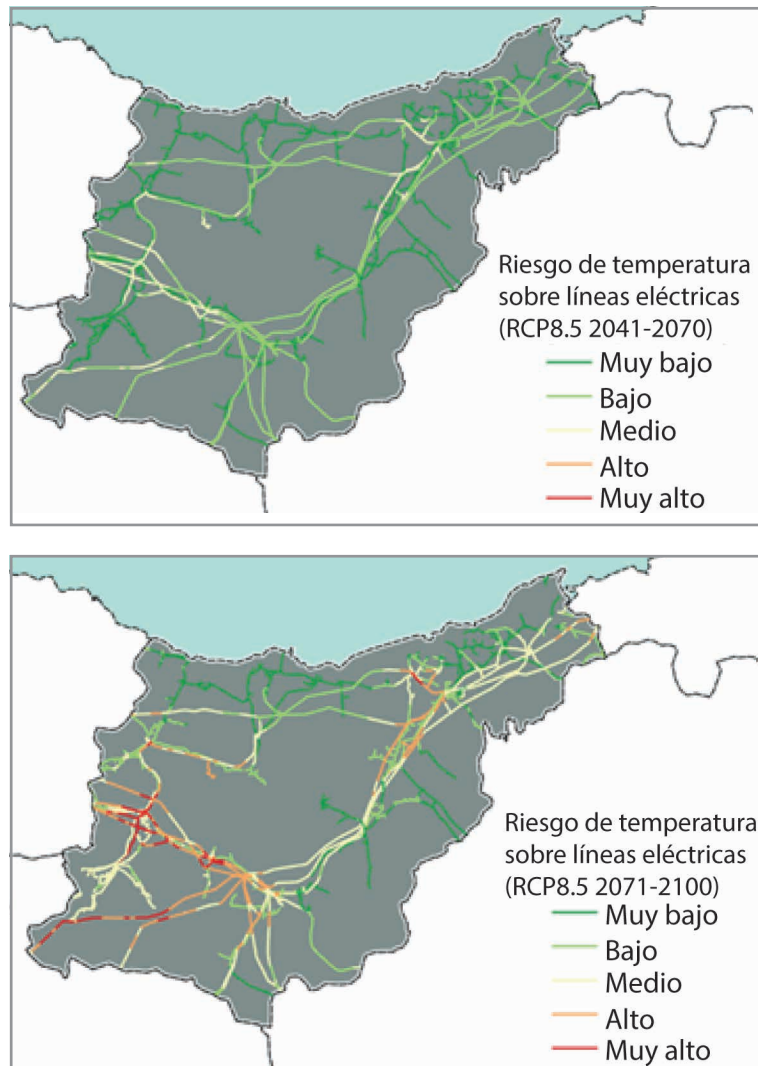 Riesgo de temperatura
sobre líneas eléctricas
(RCP8.5 2041-2070)
Muy bajo
Bajo
Medio
Alto
Muy alto
Riesgo de temperatura
sobre líneas eléctricas
(RCP8.5 2071-2100)
Muy bajo
Bajo
Medio
Alto
Muy alto